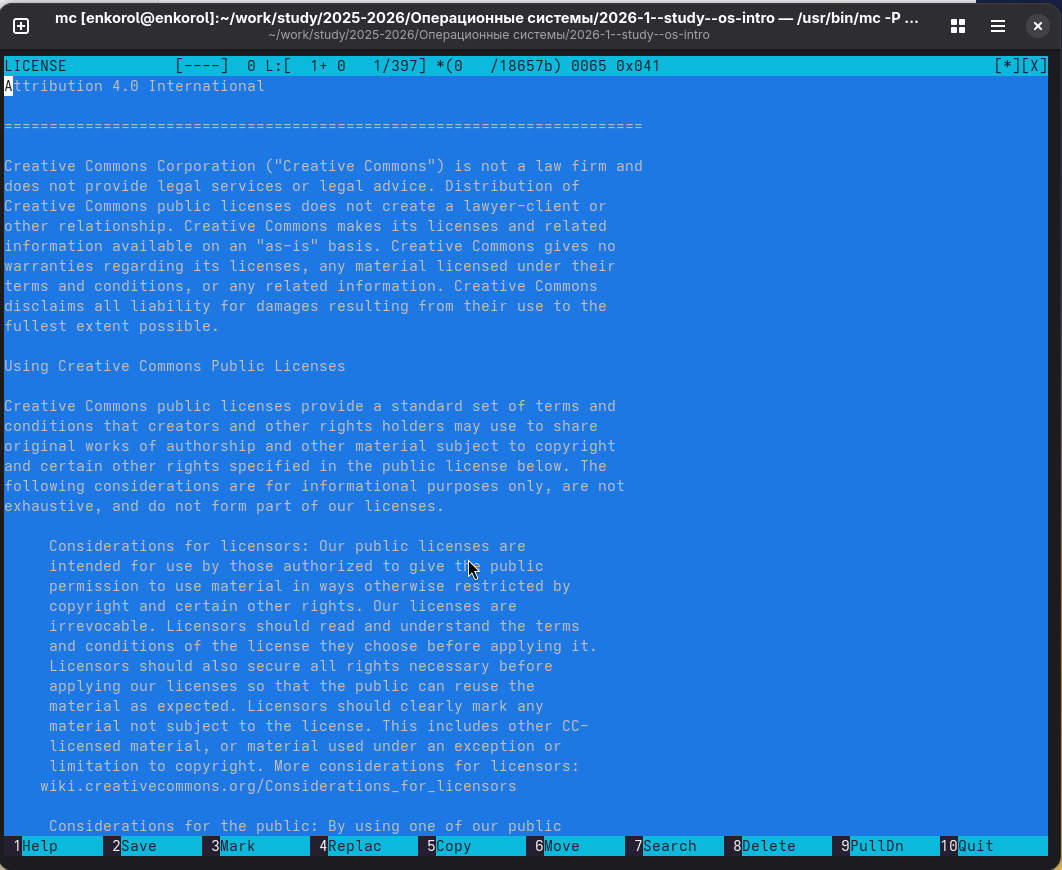 mc [enkorol@enkorol]:~/work/study/2025-2026/Операционные системы/2026-1--study--os-intro — /usr/bin/mc -P ...
~/work/study/2025-2026/Операционные системы/2026-1--study--os-intro
LICENSE [----] 0 L:[ 1+ 0 1/397] *(0 /18657b) 0065 0x041 [*][X]
Attribution 4.0 International
=======================================================================
Creative Commons Corporation ("Creative Commons") is not a law firm and
does not provide legal services or legal advice. Distribution of
Creative Commons public licenses does not create a lawyer-client or
other relationship. Creative Commons makes its licenses and related
information available on an "as-is" basis. Creative Commons gives no
warranties regarding its licenses, any material licensed under their
terms and conditions, or any related information. Creative Commons
disclaims all liability for damages resulting from their use to the
fullest extent possible.
Using Creative Commons Public Licenses
Creative Commons public licenses provide a standard set of terms and
conditions that creators and other rights holders may use to share
original works of authorship and other material subject to copyright
and certain other rights specified in the public license below. The
following considerations are for informational purposes only, are not
exhaustive, and do not form part of our licenses.
Considerations for licensors: Our public licenses are
intended for use by those authorized to give the public
permission to use material in ways otherwise restricted by
copyright and certain other rights. Our licenses are
irrevocable. Licensors should read and understand the terms
and conditions of the license they choose before applying it.
Licensors should also secure all rights necessary before
applying our licenses so that the public can reuse the
material as expected. Licensors should clearly mark any
material not subject to the license. This includes other CC-
licensed material, or material used under an exception or
limitation to copyright. More considerations for licensors:
wiki.creativecommons.org/Considerations_for_licensors
Considerations for the public: By using one of our public
1Help 2Save 3Mark 4Replac 5Copy 6Move 7Search 8Delete 9PullDn 10Quit